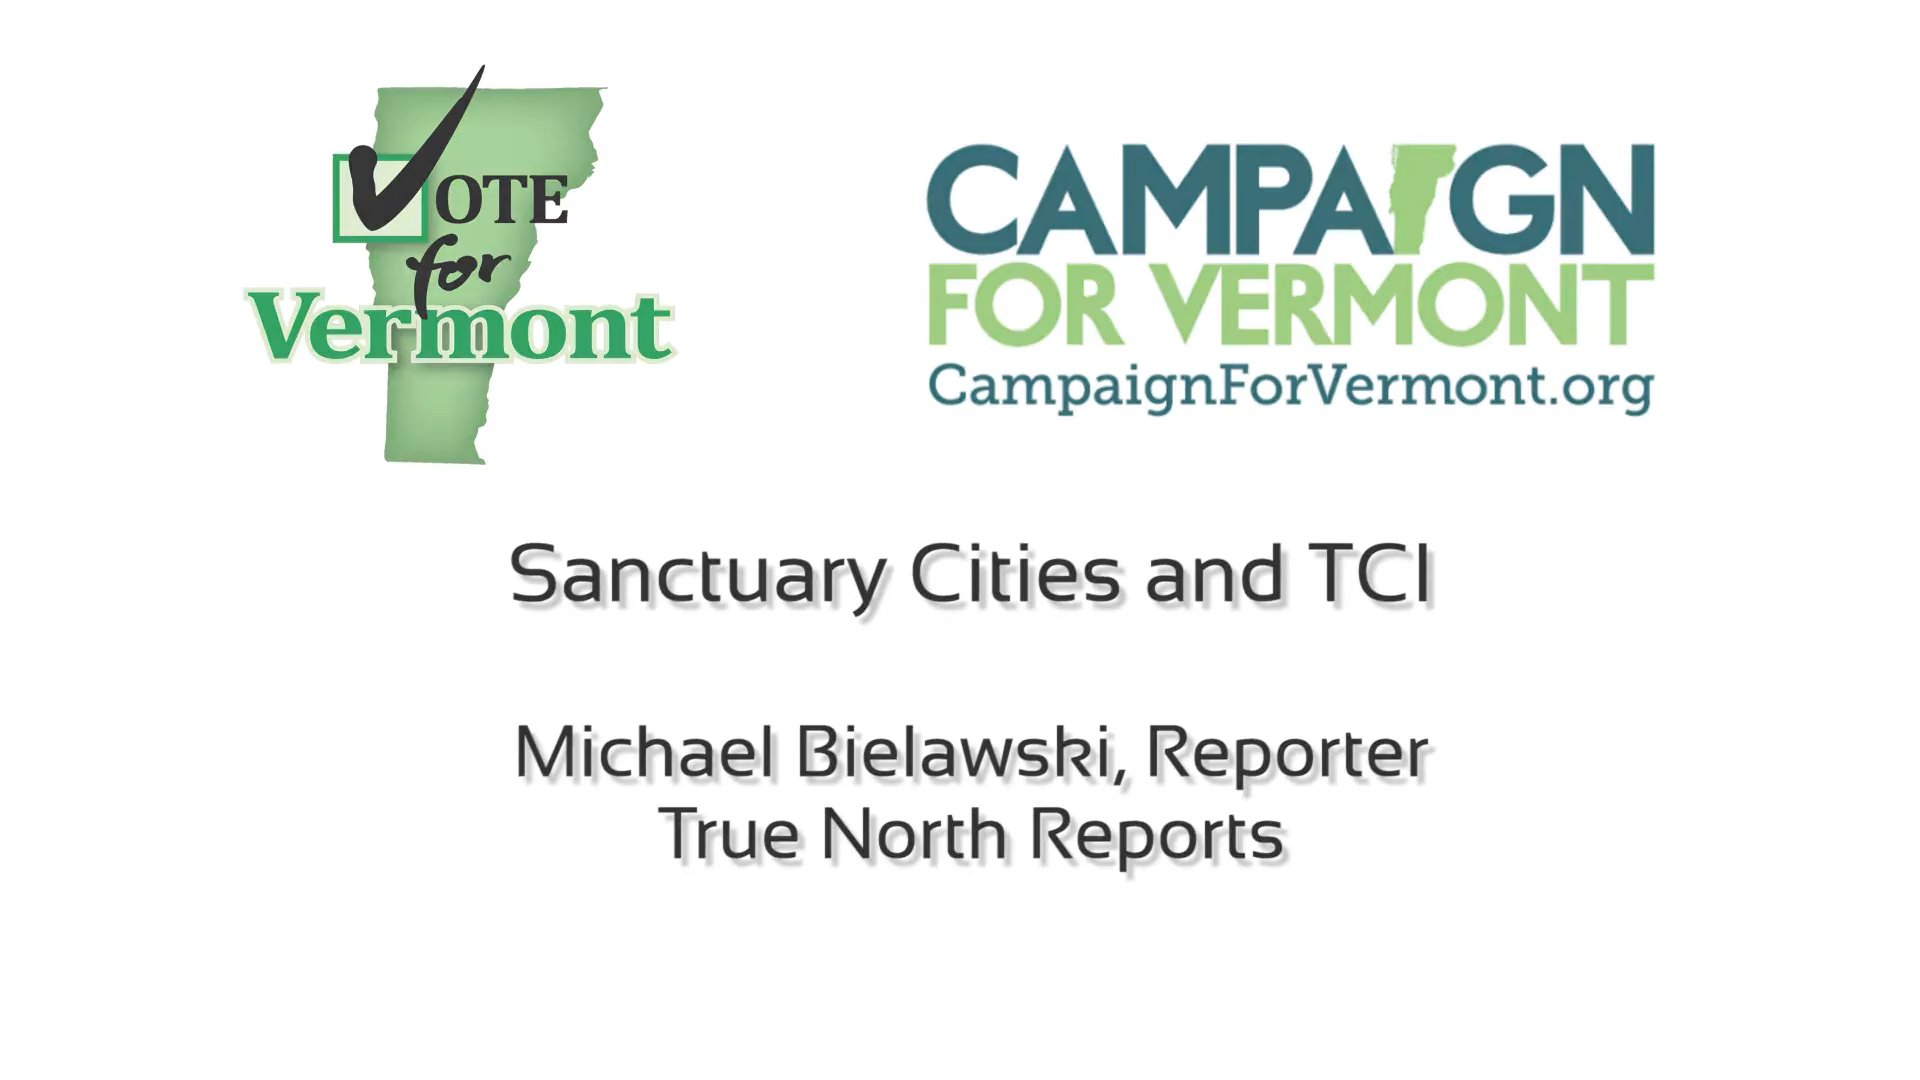 VOTE
for
Vermont
CAMPAIGN
FOR VERMONT
CampaignForVermont.org
Sanctuary Cities and TCI
Michael Bielawski, Reporter
True North Reports